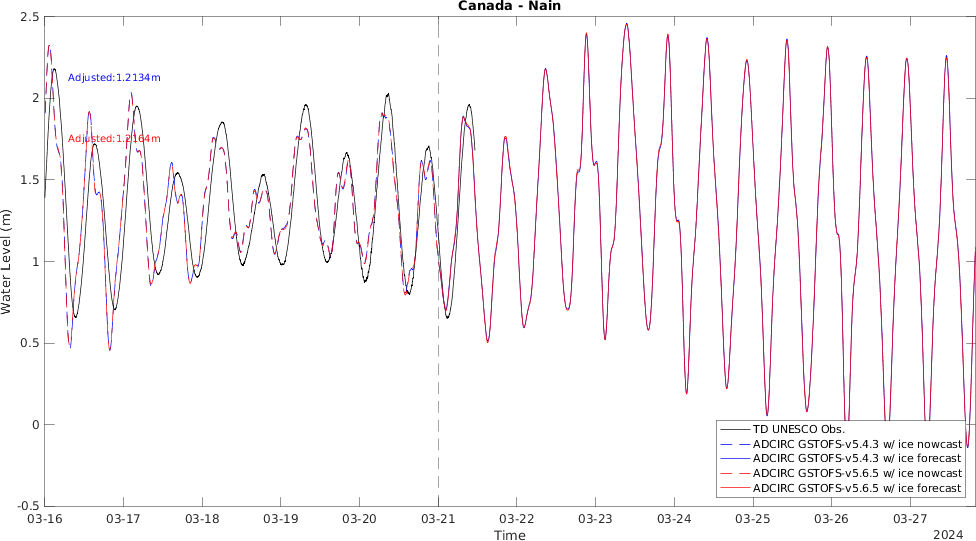 Canada - Nain
2.5
2
1.5
1
0.5
0
-0.5
Water Level (m)
Adjusted:1.2134m
Adjusted:1.2164m
TD UNESCO Obs.
ADCIRC GSTOFS-v5.4.3 w/ ice nowcast
ADCIRC GSTOFS-v5.4.3 w/ ice forecast
ADCIRC GSTOFS-v5.6.5 w/ ice nowcast
ADCIRC GSTOFS-v5.6.5 w/ ice forecast
03-16 03-17 03-18 03-19 03-20 03-21 03-22 03-23 03-24 03-25 03-26 03-27
Time
2024